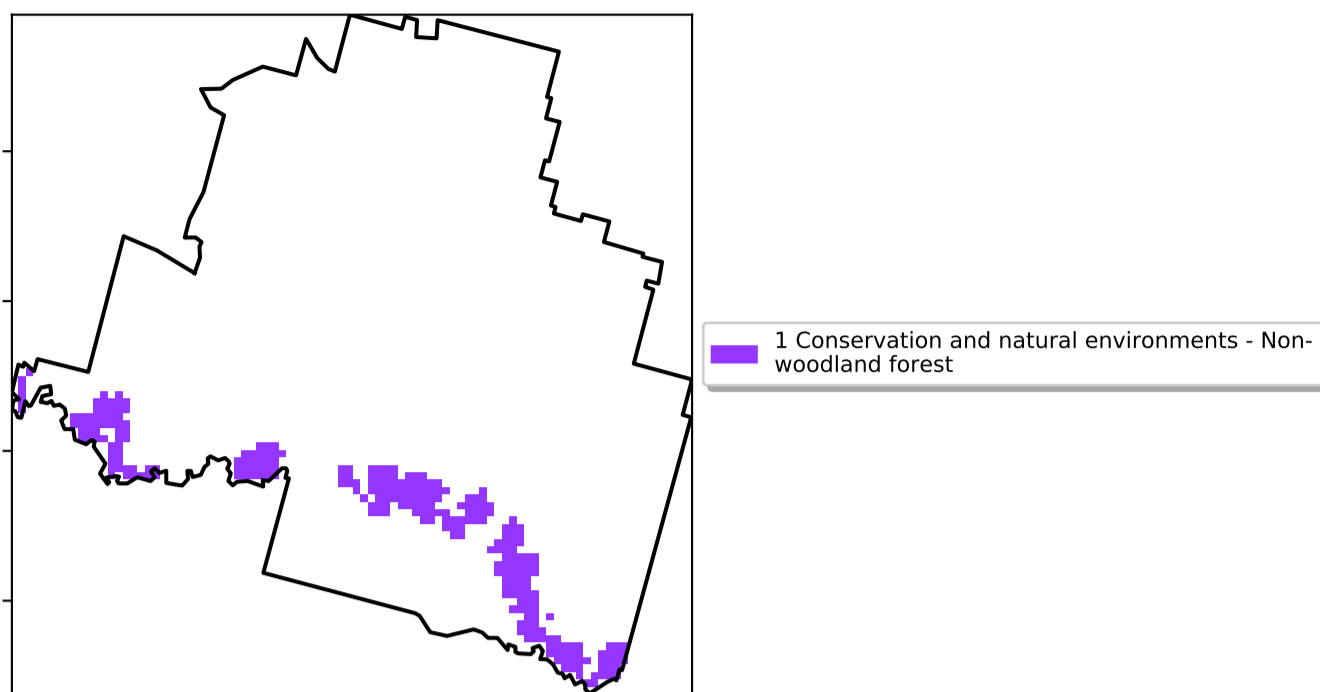 1 Conservation and natural environments - Non-
woodland forest